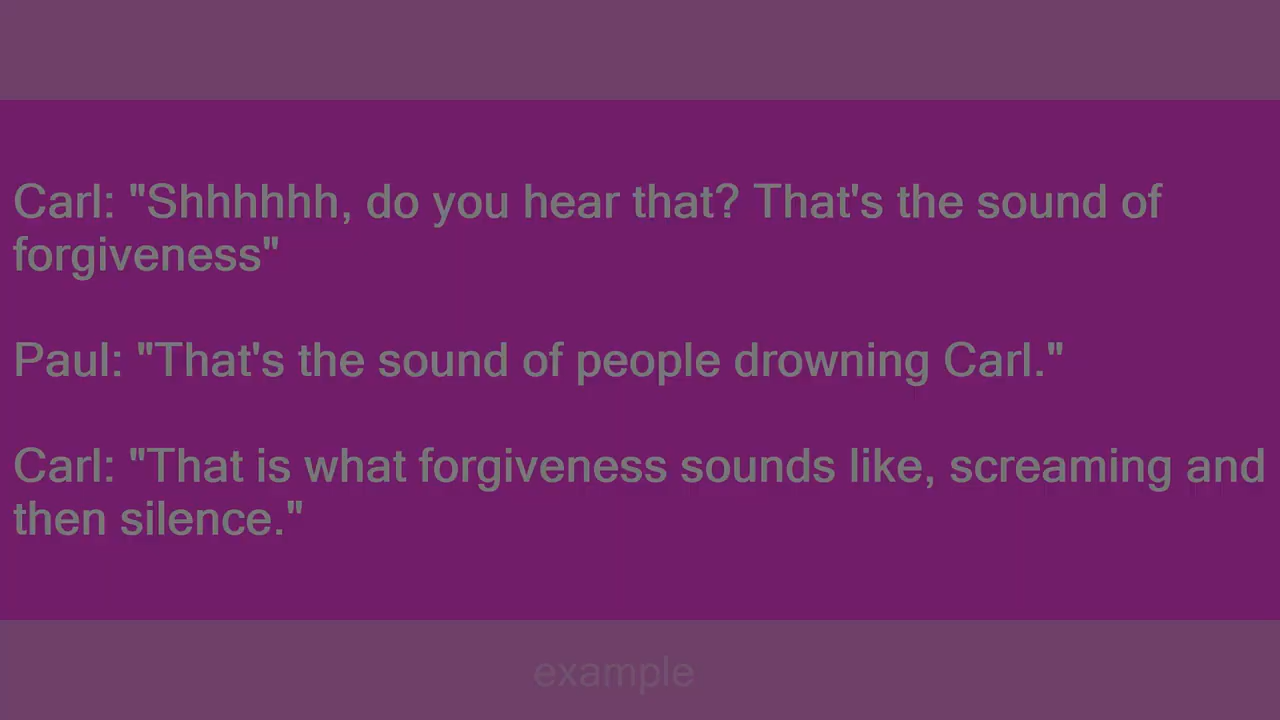 Carl: "Shhhhhh, do you hear that? That's the sound of
forgiveness"
Paul: "That's the sound of people drowning Carl."
Carl: "That is what forgiveness sounds like, screaming and
then silence."
example